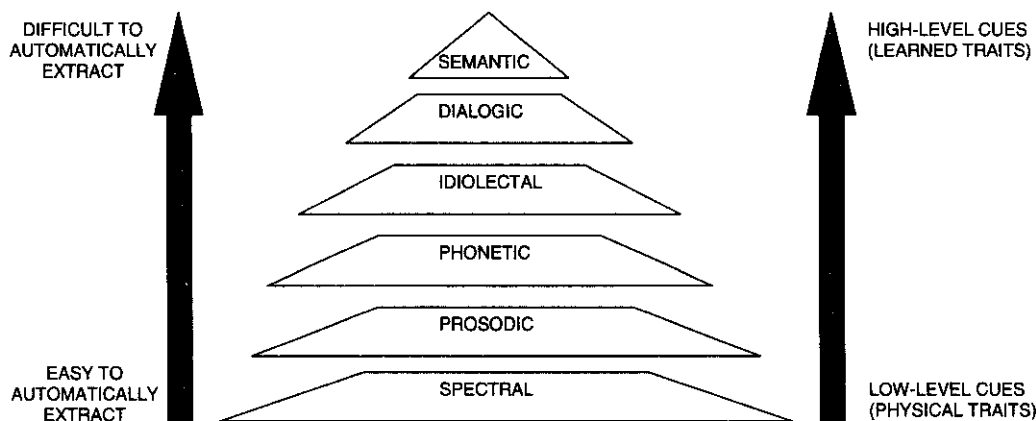 DIFFICULT TO
AUTOMATICALLY
EXTRACT
HIGH-LEVEL CUES
(LEARNED TRAITS)
SEMANTIC
DIALOGIC
IDIOLECTAL
PHONETIC
PROSODIC
SPECTRAL
EASY TO
AUTOMATICALLY
EXTRACT
LOW-LEVEL CUES
(PHYSICAL TRAITS)